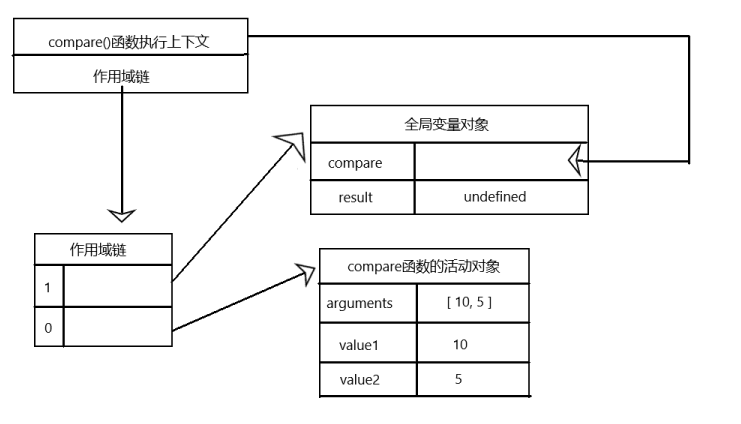 compare()函数执行上下文
作用域链
全局变量对象
compare
result undefined
作用域链
1
0
compare函数的活动对象
arguments [ 10, 5 ]
value1 10
value2 5